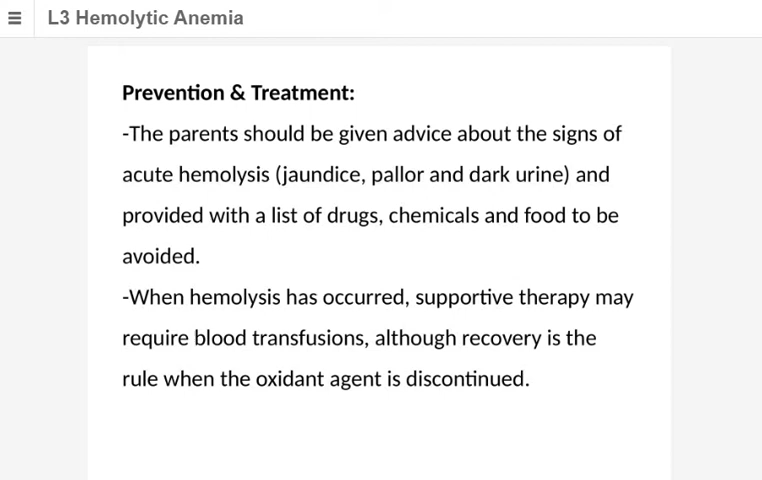 L3 Hemolytic Anemia
Prevention & Treatment:
-The parents should be given advice about the signs of
acute hemolysis (jaundice, pallor and dark urine) and
provided with a list of drugs, chemicals and food to be
avoided.
-When hemolysis has occurred, supportive therapy may
require blood transfusions, although recovery is the
rule when the oxidant agent is discontinued.